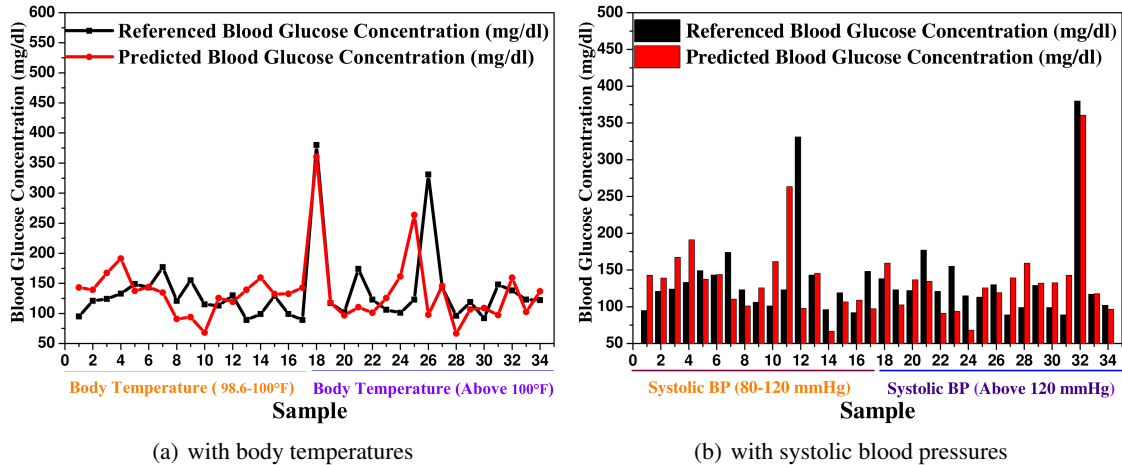 Referenced Blood Glucose Concentration (mg/dl)
Predicted Blood Glucose Concentration (mg/dl)
Blood Glucose Concentration (mg/dl)
600
550
500
450
400
350
300
250
200
150
100
50
0 2 4 6 8 10 12 14 16 18 20 22 24 26 28 30 32 34
Body Temperature ( 98.6-100°F) Body Temperature (Above 100°F)
Sample
(a) with body temperatures
Referenced Blood Glucose Concentration (mg/dl)
Predicted Blood Glucose Concentration (mg/dl)
Blood Glucose Concentration (mg/dl)
500
450
400
350
300
250
200
150
100
50
0 2 4 6 8 10 12 14 16 18 20 22 24 26 28 30 32 34
Systolic BP (80-120 mmHg) Systolic BP (Above 120 mmHg)
Sample
(b) with systolic blood pressures